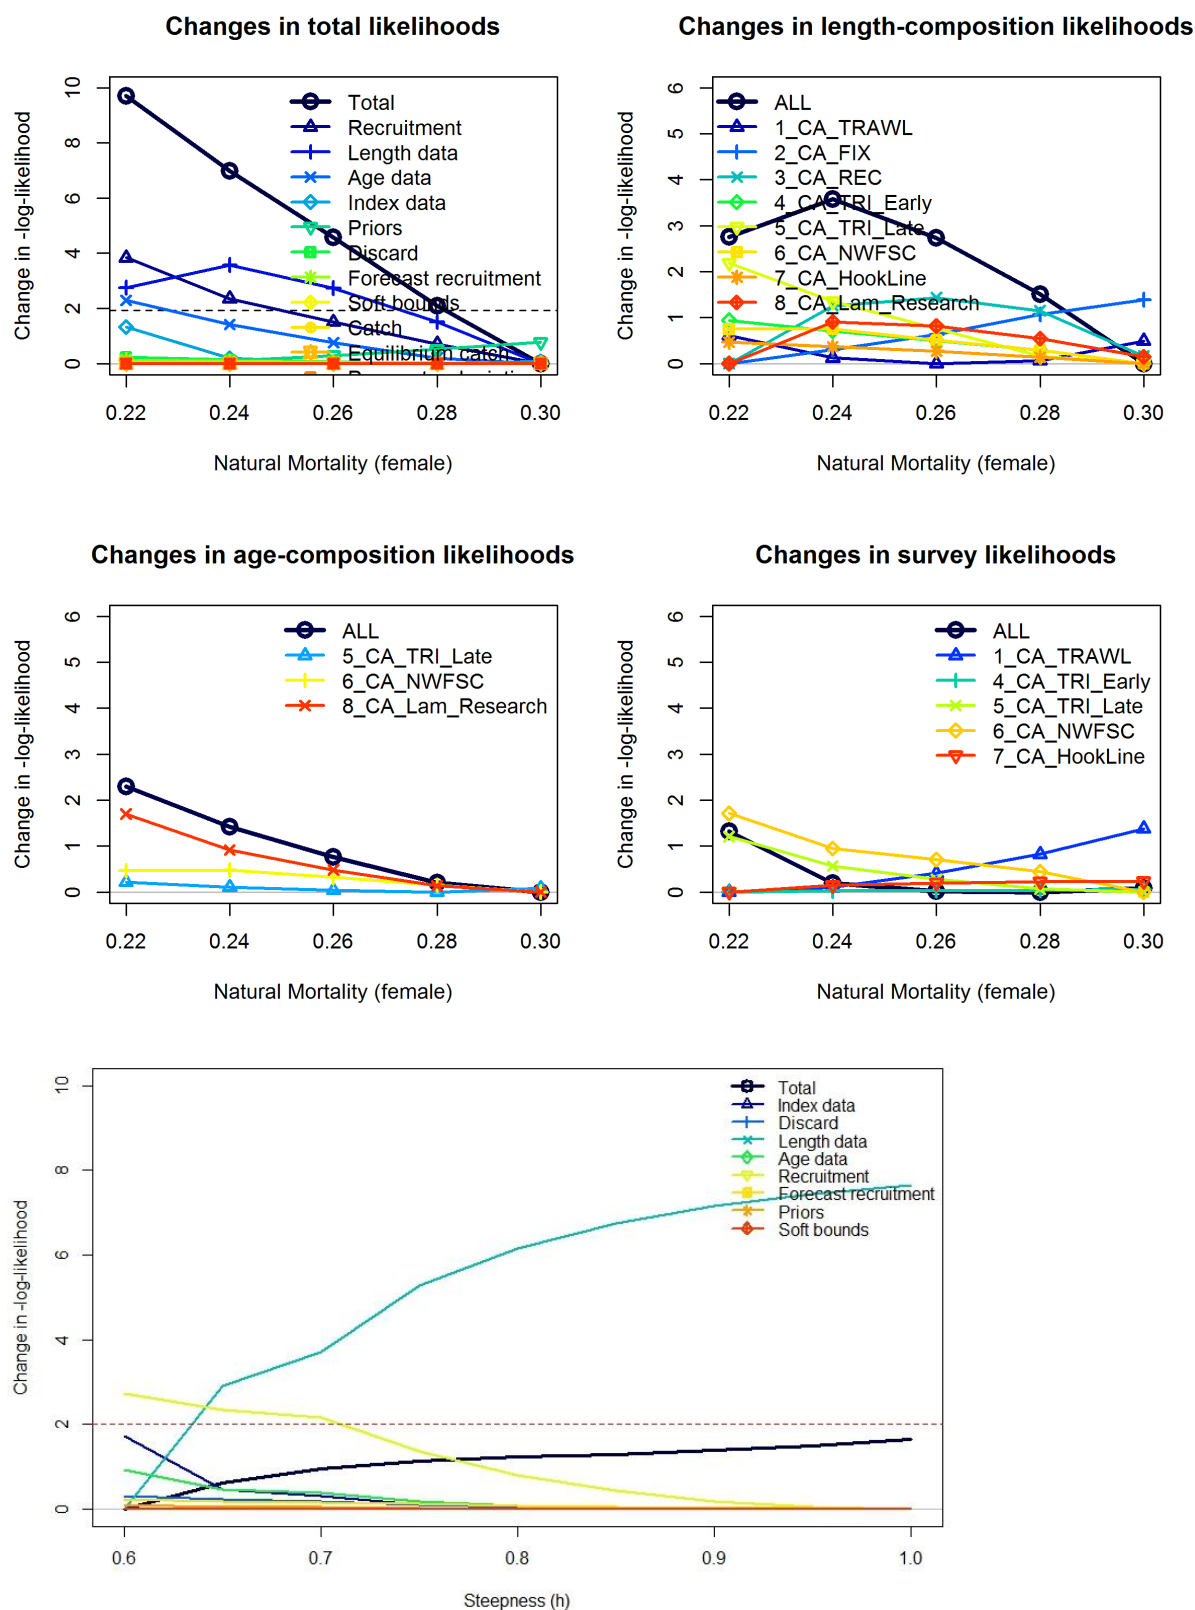 Changes in total likelihoods
Change in -log-likelihood
10
8
6
4
2
0
Total
Recruitment
Length data
Age data
Index data
Priors
Discard
Forecast recruitment
Soft bounds
Catch
Equilibrium catch
0.22 0.24 0.26 0.28 0.30
Natural Mortality (female)
Changes in length-composition likelihoods
Change in -log-likelihood
6
5
4
3
2
1
0
ALL
1_CA_TRAWL
2_CA_FIX
3_CA_REC
4_CA_TRI_Early
5_CA_TRI_Late
6_CA_NWFSC
7_CA_HookLine
8_CA_Lam_Research
0.22 0.24 0.26 0.28 0.30
Natural Mortality (female)
Changes in age-composition likelihoods
Change in -log-likelihood
6
5
4
3
2
1
0
ALL
5_CA_TRI_Late
6_CA_NWFSC
8_CA_Lam_Research
0.22 0.24 0.26 0.28 0.30
Natural Mortality (female)
Changes in survey likelihoods
Change in -log-likelihood
6
5
4
3
2
1
0
ALL
1_CA_TRAWL
4_CA_TRI_Early
5_CA_TRI_Late
6_CA_NWFSC
7_CA_HookLine
0.22 0.24 0.26 0.28 0.30
Natural Mortality (female)
Change in -log-likelihood
10
8
6
4
2
0
Total
Index data
Discard
Length data
Age data
Recruitment
Forecast recruitment
Priors
Soft bounds
0.6 0.7 0.8 0.9 1.0
Steepness (h)